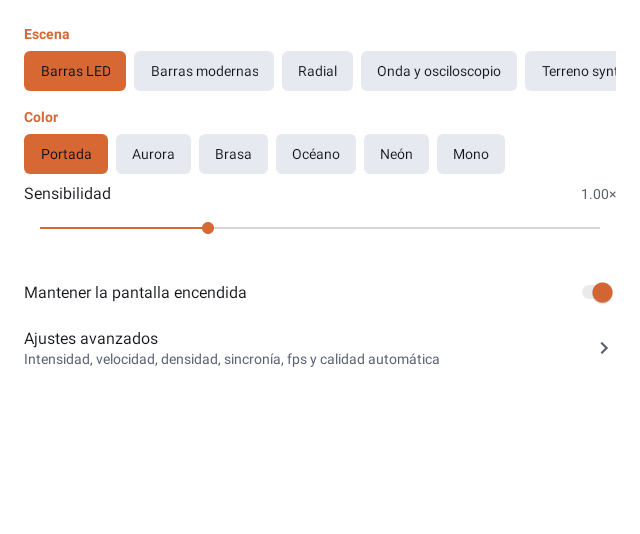 Escena
Barras LED Barras modernas Radial Onda y osciloscopio Terreno
Color
Portada Aurora Brasa Océano Neón Mono
Sensibilidad 1.00×
Mantener la pantalla encendida
Ajustes avanzados
Intensidad, velocidad, densidad, sincronía, fps y calidad automática